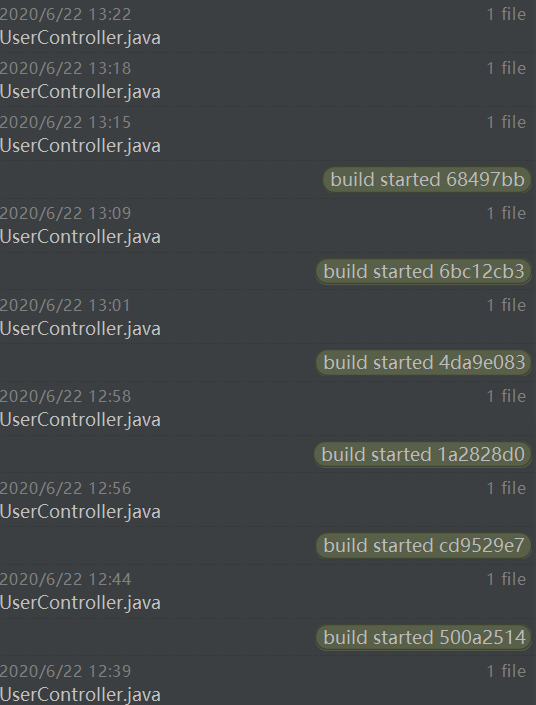 2020/6/22 13:22 1 file
UserController.java
2020/6/22 13:18 1 file
UserController.java
2020/6/22 13:15 1 file
UserController.java
build started 68497bb
2020/6/22 13:09 1 file
UserController.java
build started 6bc12cb3
2020/6/22 13:01 1 file
UserController.java
build started 4da9e083
2020/6/22 12:58 1 file
UserController.java
build started 1a2828d0
2020/6/22 12:56 1 file
UserController.java
build started cd9529e7
2020/6/22 12:44 1 file
UserController.java
build started 500a2514
2020/6/22 12:39 1 file
UserController.java